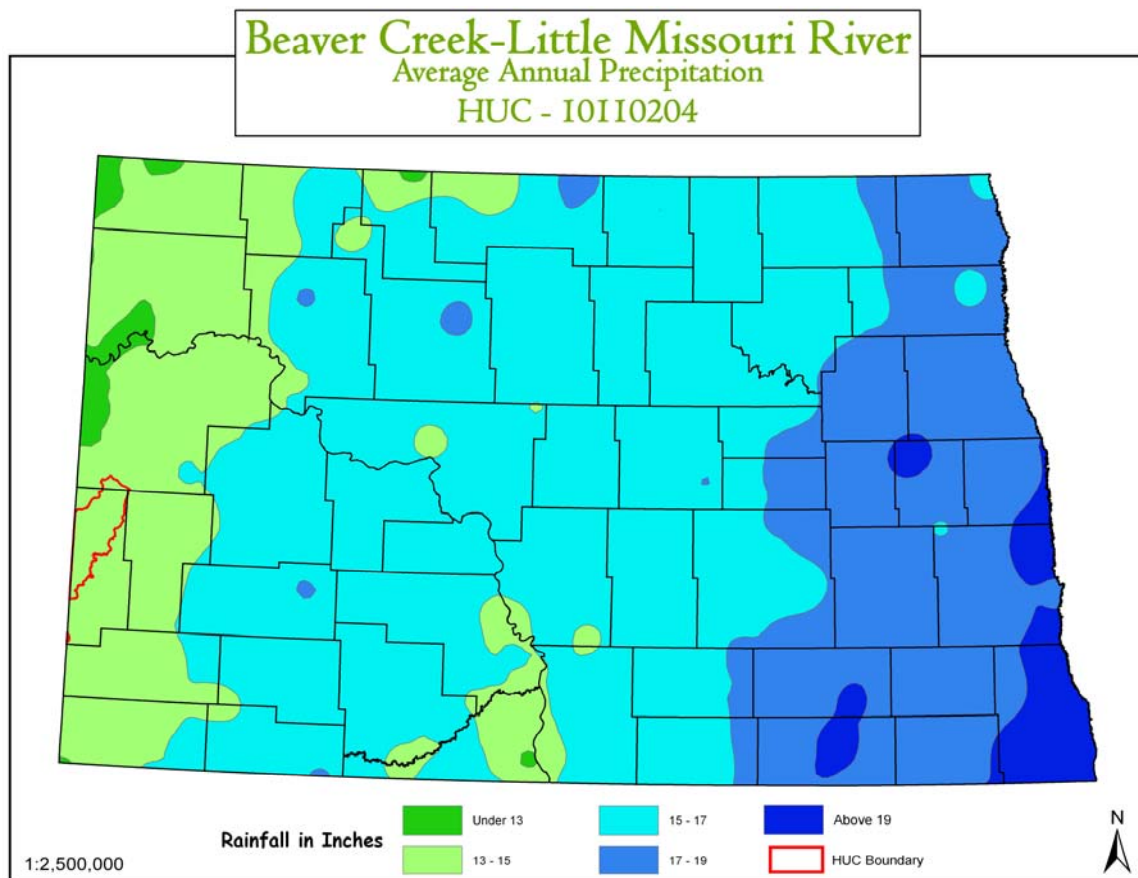 Beaver Creek-Little Missouri River
Average Annual Precipitation
HUC - 10110204
Rainfall in Inches
Under 13
15 - 17
Above 19
13 - 15
17 - 19
HUC Boundary
1:2,500,000
N